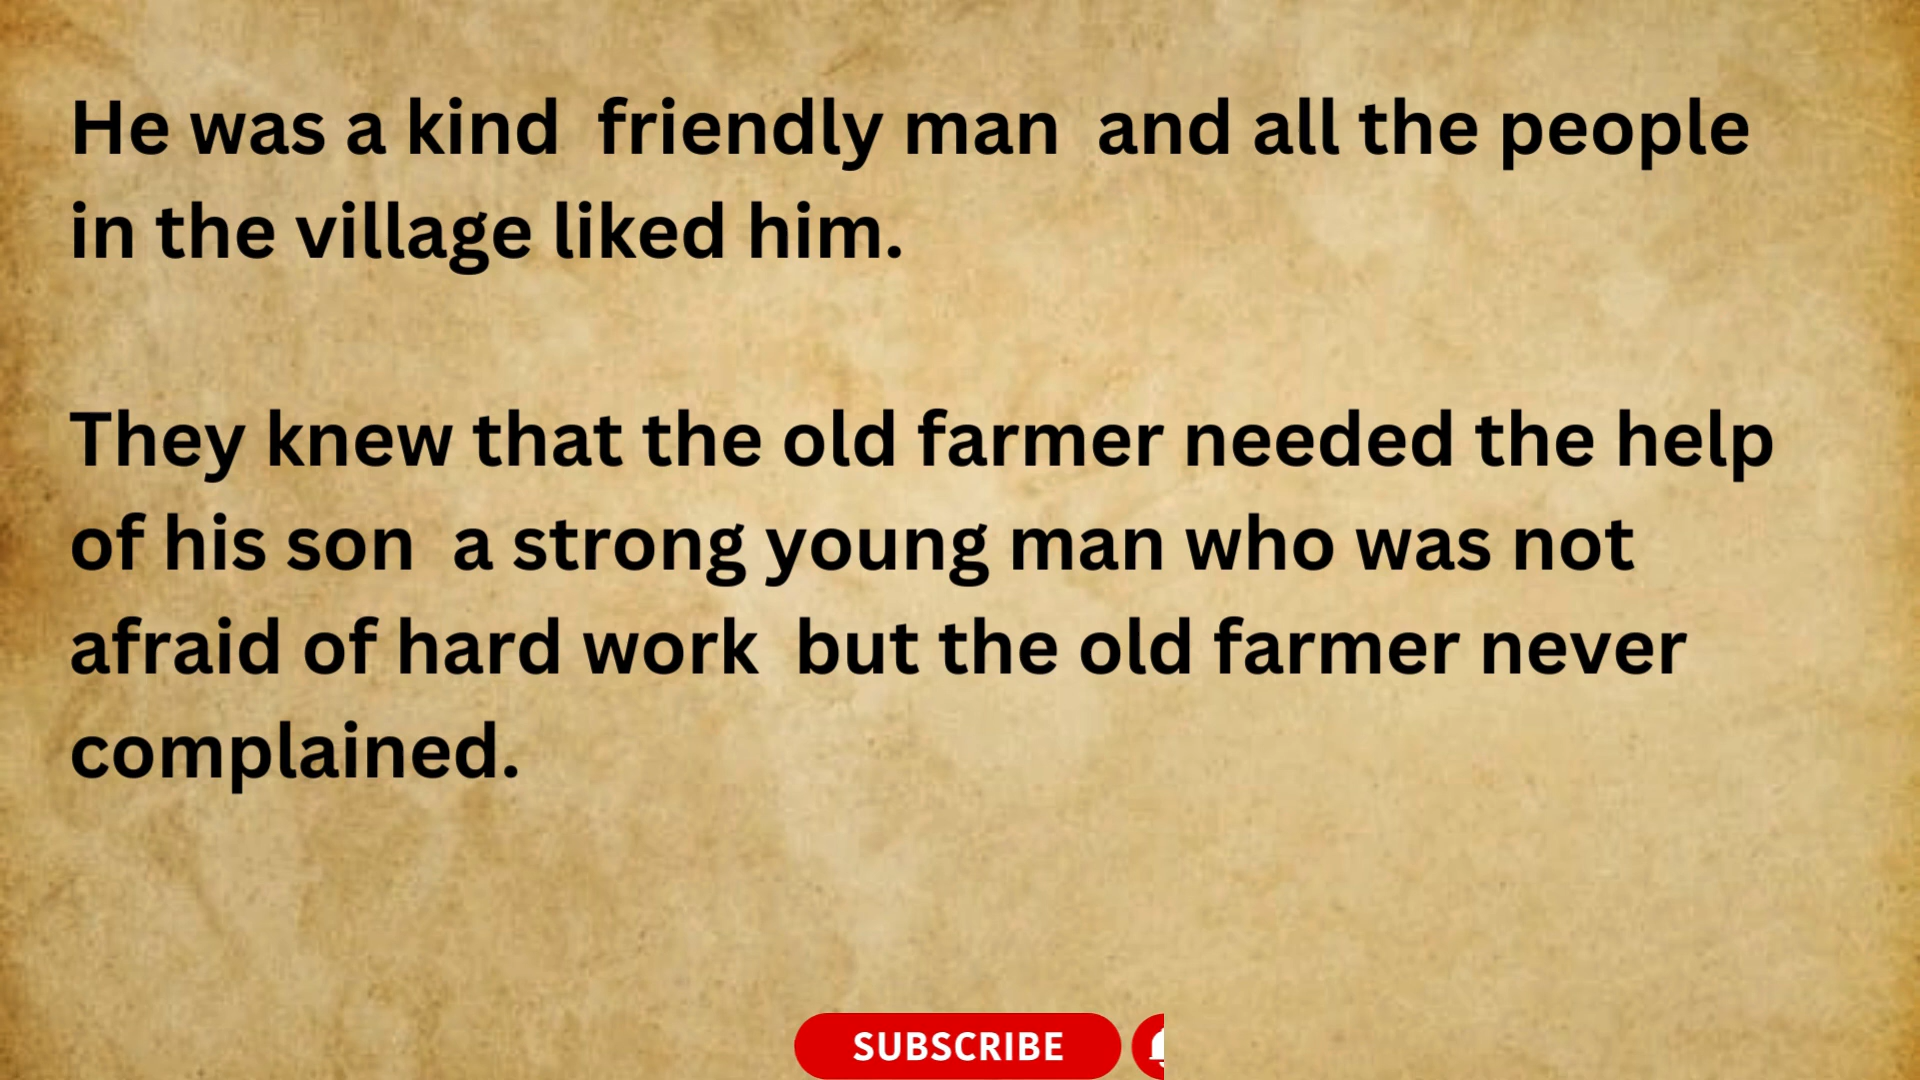 He was a kind  friendly man  and all the people
in the village liked him.
They knew that the old farmer needed the help
of his son  a strong young man who was not
afraid of hard work  but the old farmer never
complained.
SUBSCRIBE